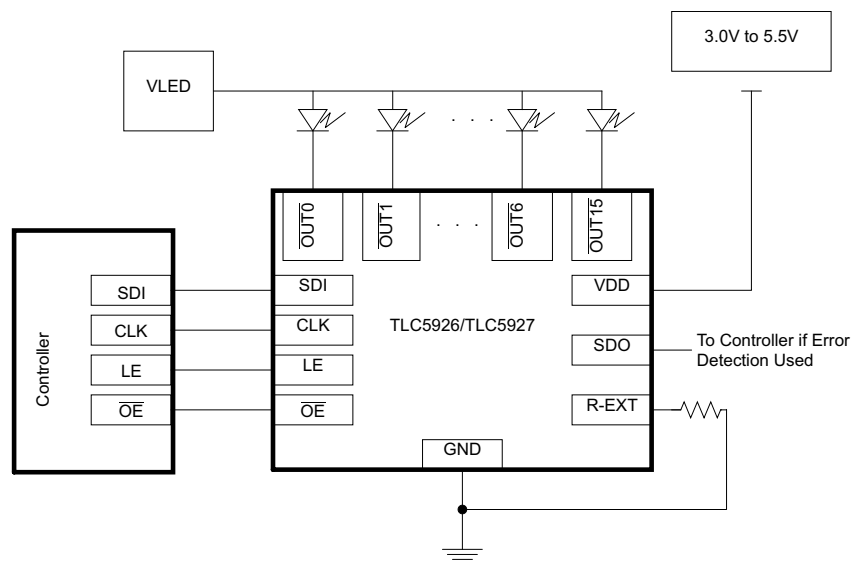 3.0V to 5.5V
VLED
. . .
OUT0
OUT1
. . .
OUT6
OUT15
Controller
SDI
CLK
LE
OE
SDI
CLK
LE
OE
TLC5926/TLC5927
VDD
SDO
R-EXT
GND
To Controller if Error
Detection Used